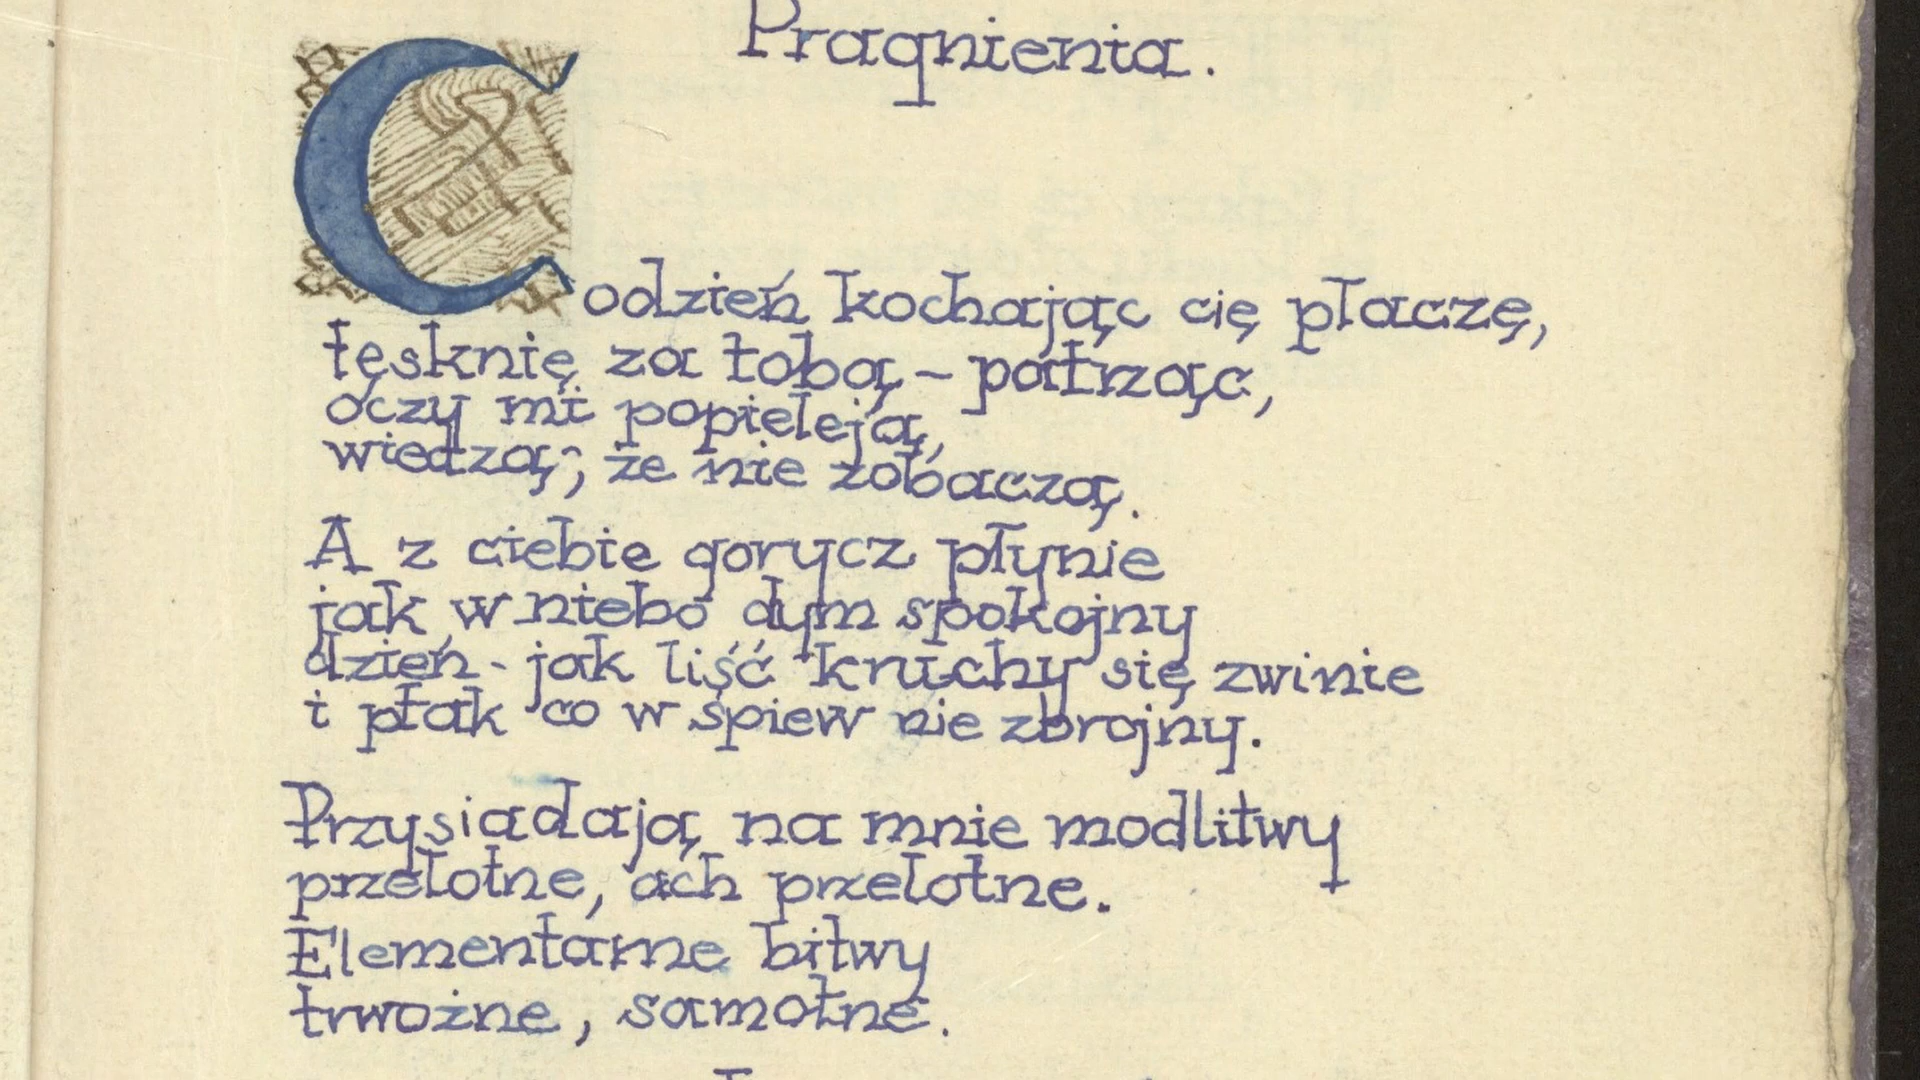 Pragnienia.
Codzień kochając cię płaczę,
tęsknię za tobą – patrząc,
oczy mi popieleją,
wiedzą, że nie zobaczą.
A z ciebie gorycz płynie
jak w niebo dym spokojny
dzień - jak liść kruchy się zwinie
i ptak co w śpiew nie zbrojny.
Przysiadają na mnie modlitwy
przelotne, ach przelotne.
Elementarne bitwy
trwożne, samotne.